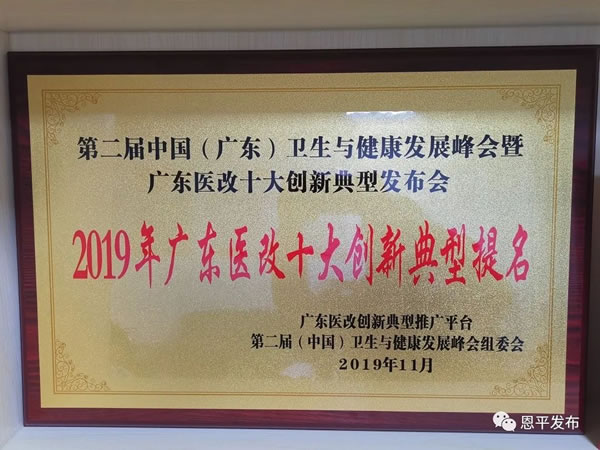 第二届中国（广东）卫生与健康发展峰会暨
广东医改十大创新典型发布会
2019年广东医改十大创新典型提名
广东医改创新典型推广平台
第二届（中国）卫生与健康发展峰会组委会
2019年11月
恩平发布